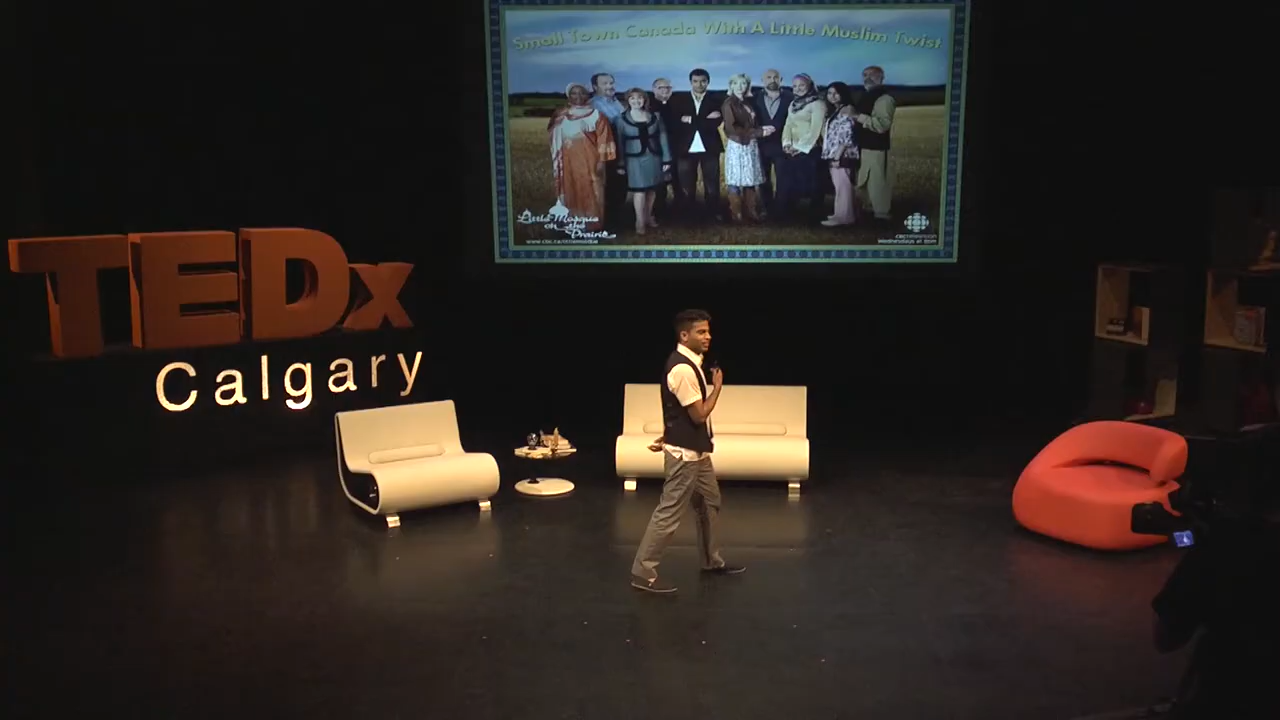 Small Town Canada With A Little Muslim Twist
Little Mosque
on the
Prairie
TEDx
Calgary